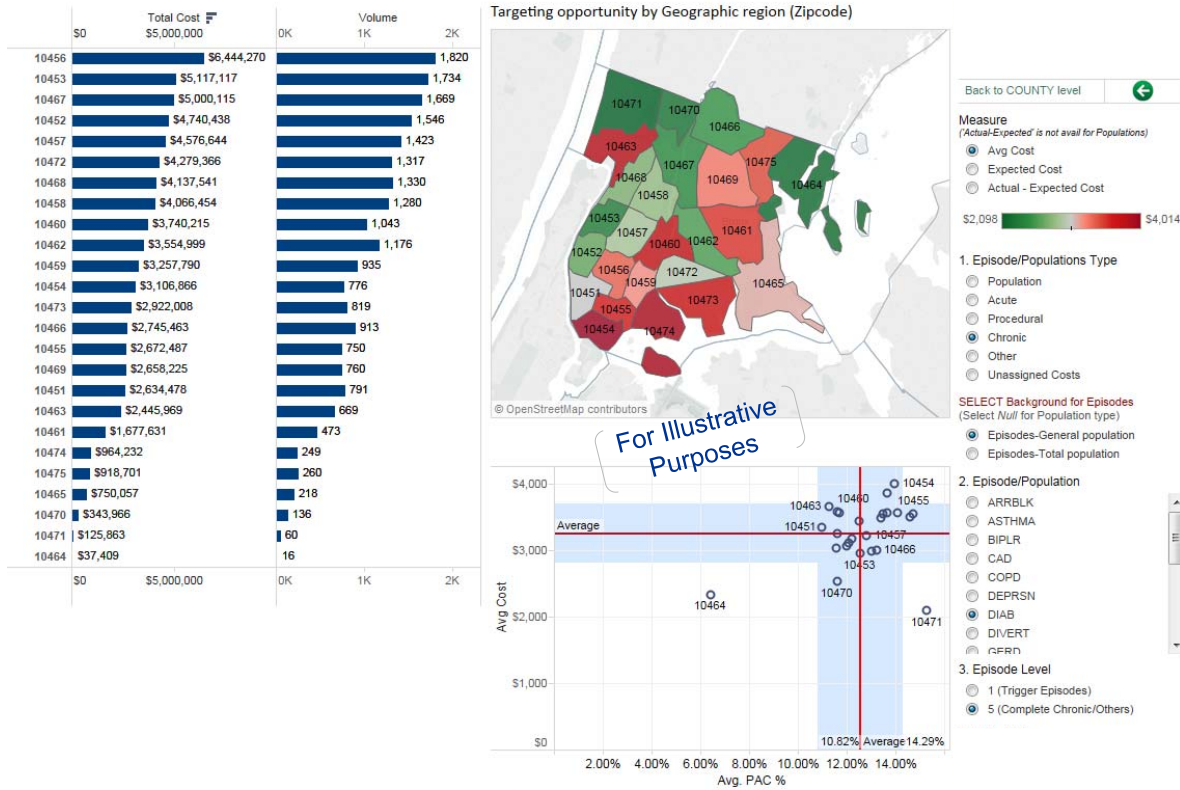 Total Cost Volume
$0 $5,000,000 0K 1K 2K
10456 $6,444,270 1,820
10453 $5,117,117 1,734
10467 $5,000,115 1,669
10452 $4,740,438 1,546
10457 $4,576,644 1,423
10472 $4,279,366 1,317
10468 $4,137,541 1,330
10458 $4,066,454 1,280
10460 $3,740,215 1,043
10462 $3,554,999 1,176
10459 $3,257,790 935
10454 $3,106,866 776
10473 $2,922,008 819
10466 $2,745,463 913
10455 $2,672,487 750
10469 $2,658,225 760
10451 $2,634,478 791
10463 $2,445,969 669
10461 $1,677,631 473
10474 $964,232 249
10475 $918,701 260
10465 $750,057 218
10470 $343,966 136
10471 $125,863 60
10464 $37,409 16
$0 $5,000,000 0K 1K 2K
Targeting opportunity by Geographic region (Zipcode)
10471
10470
10466
10463
10467
10475
10469
10468
10464
10458
10453
10457
10461
10460
10462
10452
10456
10472
10459
10465
10451
10455
10473
10454
10474
© OpenStreetMap contributors
For Illustrative
Purposes
$4,000
10454
10463
10460
10455
Average
10451
10457
$3,000
10466
10453
10470
10464
$2,000
10471
$1,000
$0
Avg Cost
10.82% Average 14.29%
2.00% 4.00% 6.00% 8.00% 10.00% 12.00% 14.00%
Avg. PAC %
Back to COUNTY level
Measure
('Actual-Expected' is not avail for Populations)
Avg Cost
Expected Cost
Actual - Expected Cost
$2,098 $4,014
1. Episode/Populations Type
Population
Acute
Procedural
Chronic
Other
Unassigned Costs
SELECT Background for Episodes
(Select Null for Population type)
Episodes-General population
Episodes-Total population
2. Episode/Population
ARRBLK
ASTHMA
BIPLR
CAD
COPD
DEPRSN
DIAB
DIVERT
GERD
3. Episode Level
1 (Trigger Episodes)
5 (Complete Chronic/Others)